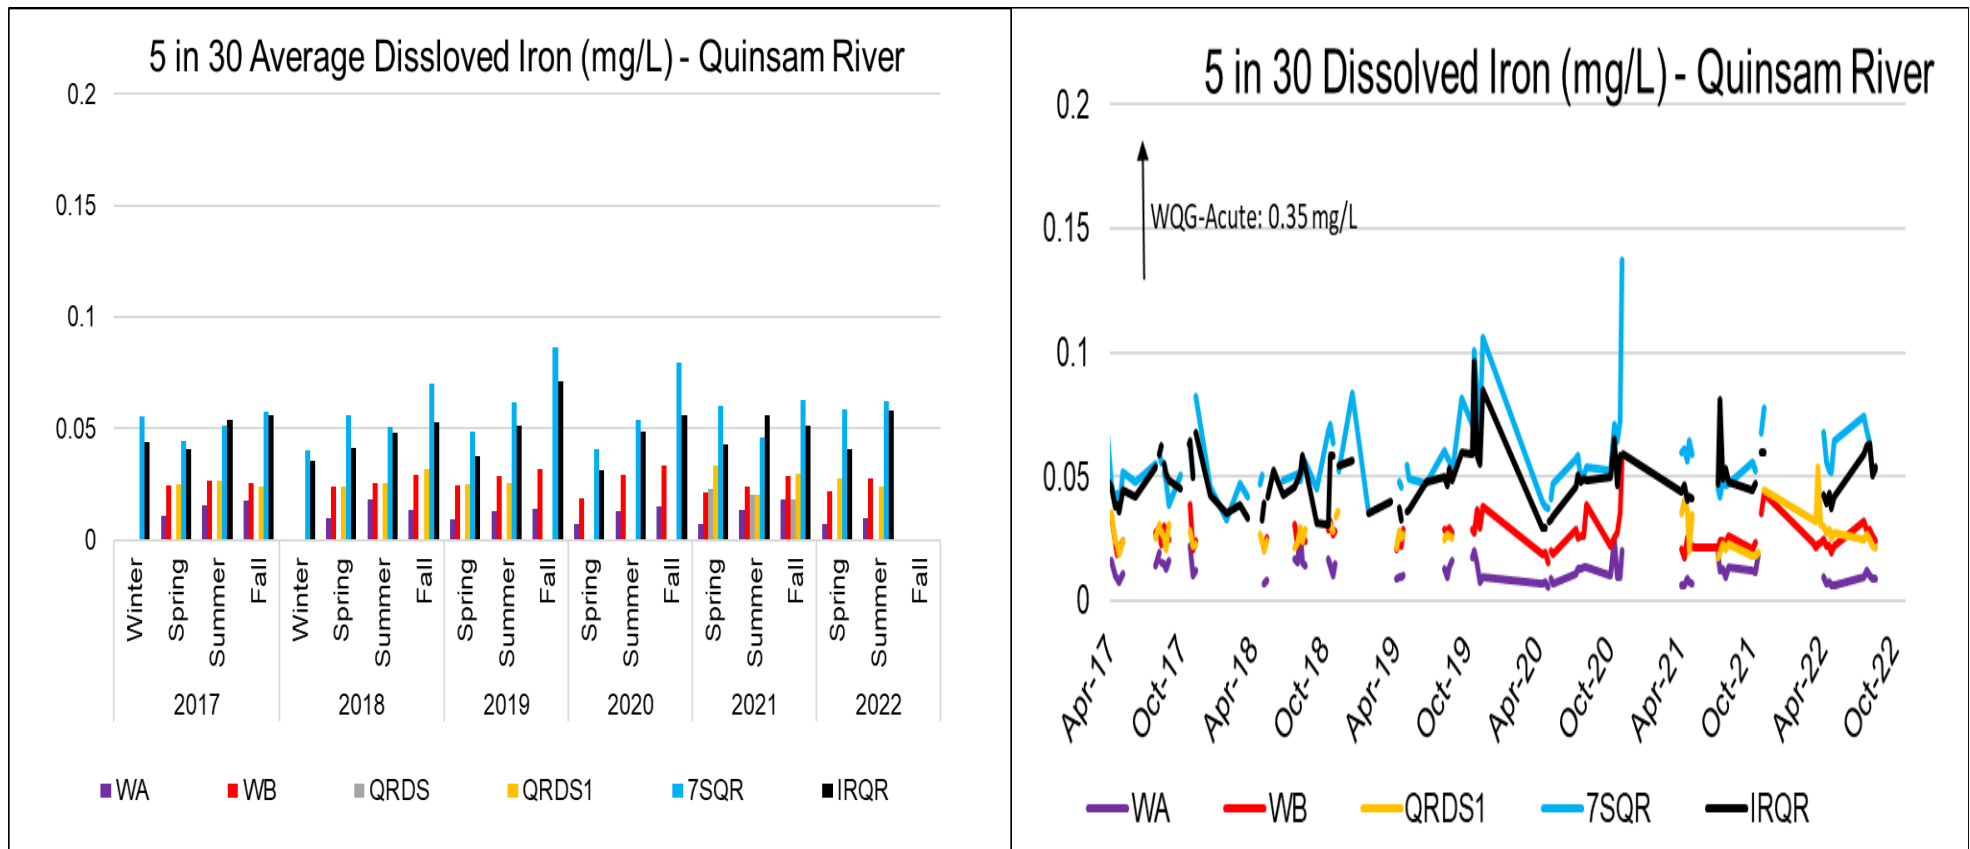 5 in 30 Average Dissloved Iron (mg/L) - Quinsam River
0.2
0.15
0.1
0.05
0
Winter
Spring
Summer
Fall
Winter
Spring
Summer
Fall
Spring
Summer
Fall
Spring
Summer
Fall
Spring
Summer
Fall
Spring
Summer
Fall
2017
2018
2019
2020
2021
2022
WA WB QRDS QRDS1 7SQR IRQR
5 in 30 Dissolved Iron (mg/L) - Quinsam River
0.2
WQG-Acute: 0.35 mg/L
0.15
0.1
0.05
0
Apr-17
Oct-17
Apr-18
Oct-18
Apr-19
Oct-19
Apr-20
Oct-20
Apr-21
Oct-21
Apr-22
Oct-22
WA WB QRDS1 7SQR IRQR